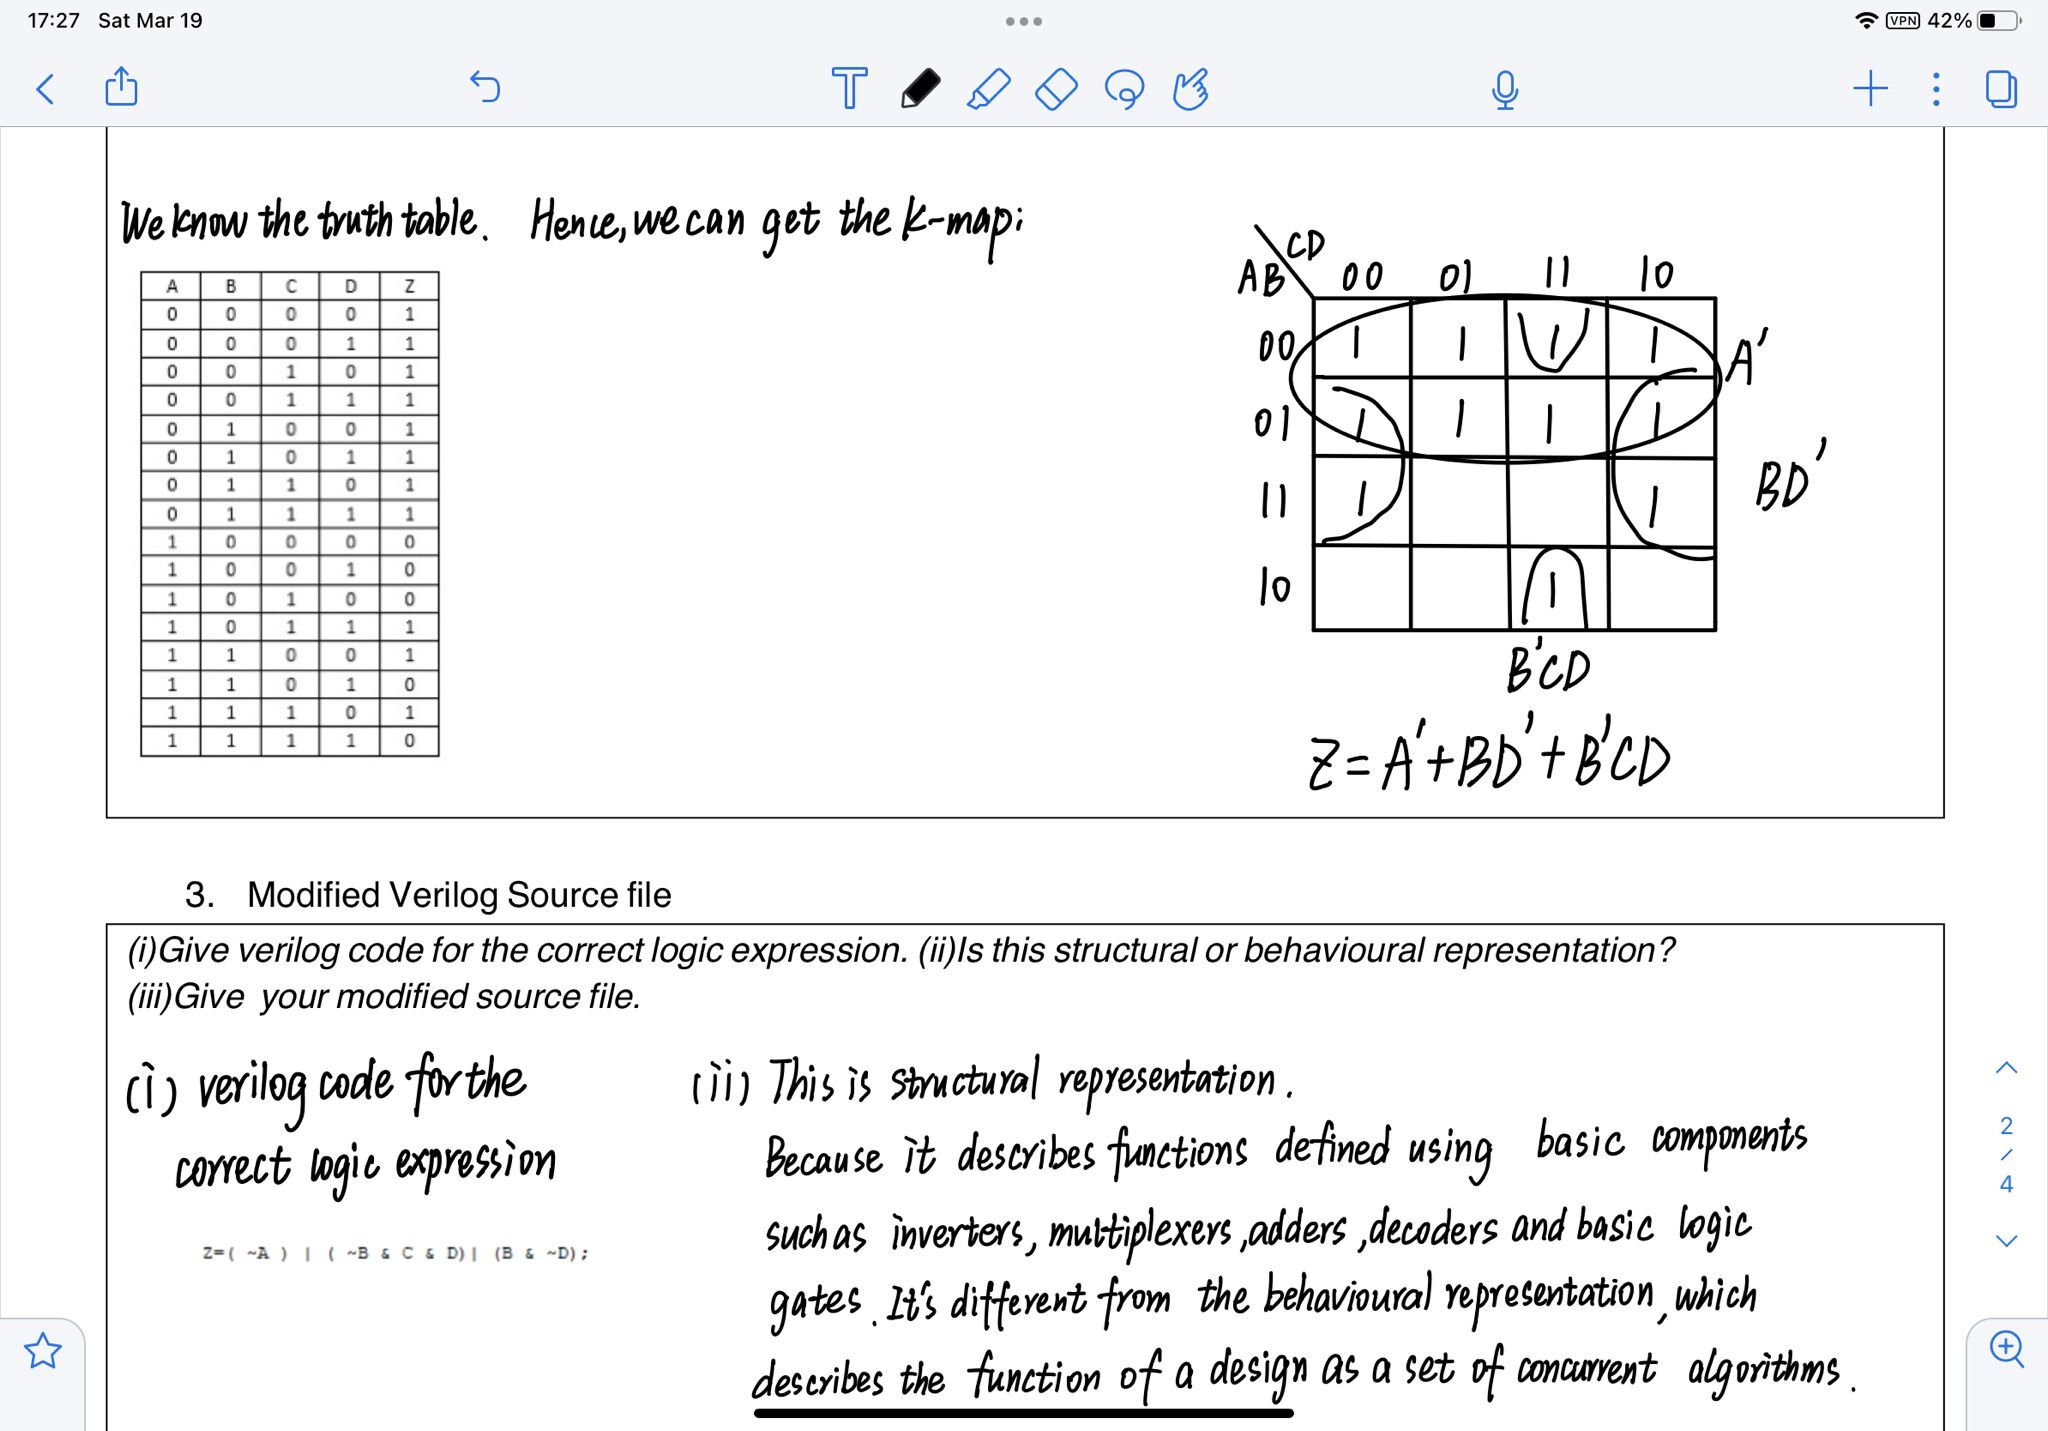 17:27 Sat Mar 19
VPN 42%
We know the truth table. Hence, we can get the k-map:
A B C D Z
0 0 0 0 1
0 0 0 1 1
0 0 1 0 1
0 0 1 1 1
0 1 0 0 1
0 1 0 1 1
0 1 1 0 1
0 1 1 1 1
1 0 0 0 0
1 0 0 1 0
1 0 1 0 0
1 0 1 1 1
1 1 0 0 1
1 1 0 1 0
1 1 1 0 1
1 1 1 1 0
CD
AB 00 01 11 10
00 1 1 1 1 A'
01 1 1 1 1
11 1 1 BD'
10 1
B'CD
Z=A'+BD'+B'CD
3. Modified Verilog Source file
(i)Give verilog code for the correct logic expression. (ii)Is this structural or behavioural representation?
(iii)Give your modified source file.
(i) verilog code for the
correct logic expression
Z=( ~A ) | ( ~B & C & D)| (B & ~D);
(ii) This is structural representation.
Because it describes functions defined using basic components
such as inverters, multiplexers, adders, decoders and basic logic
gates. It's different from the behavioural representation, which
describes the function of a design as a set of concurrent algorithms.
2
/
4